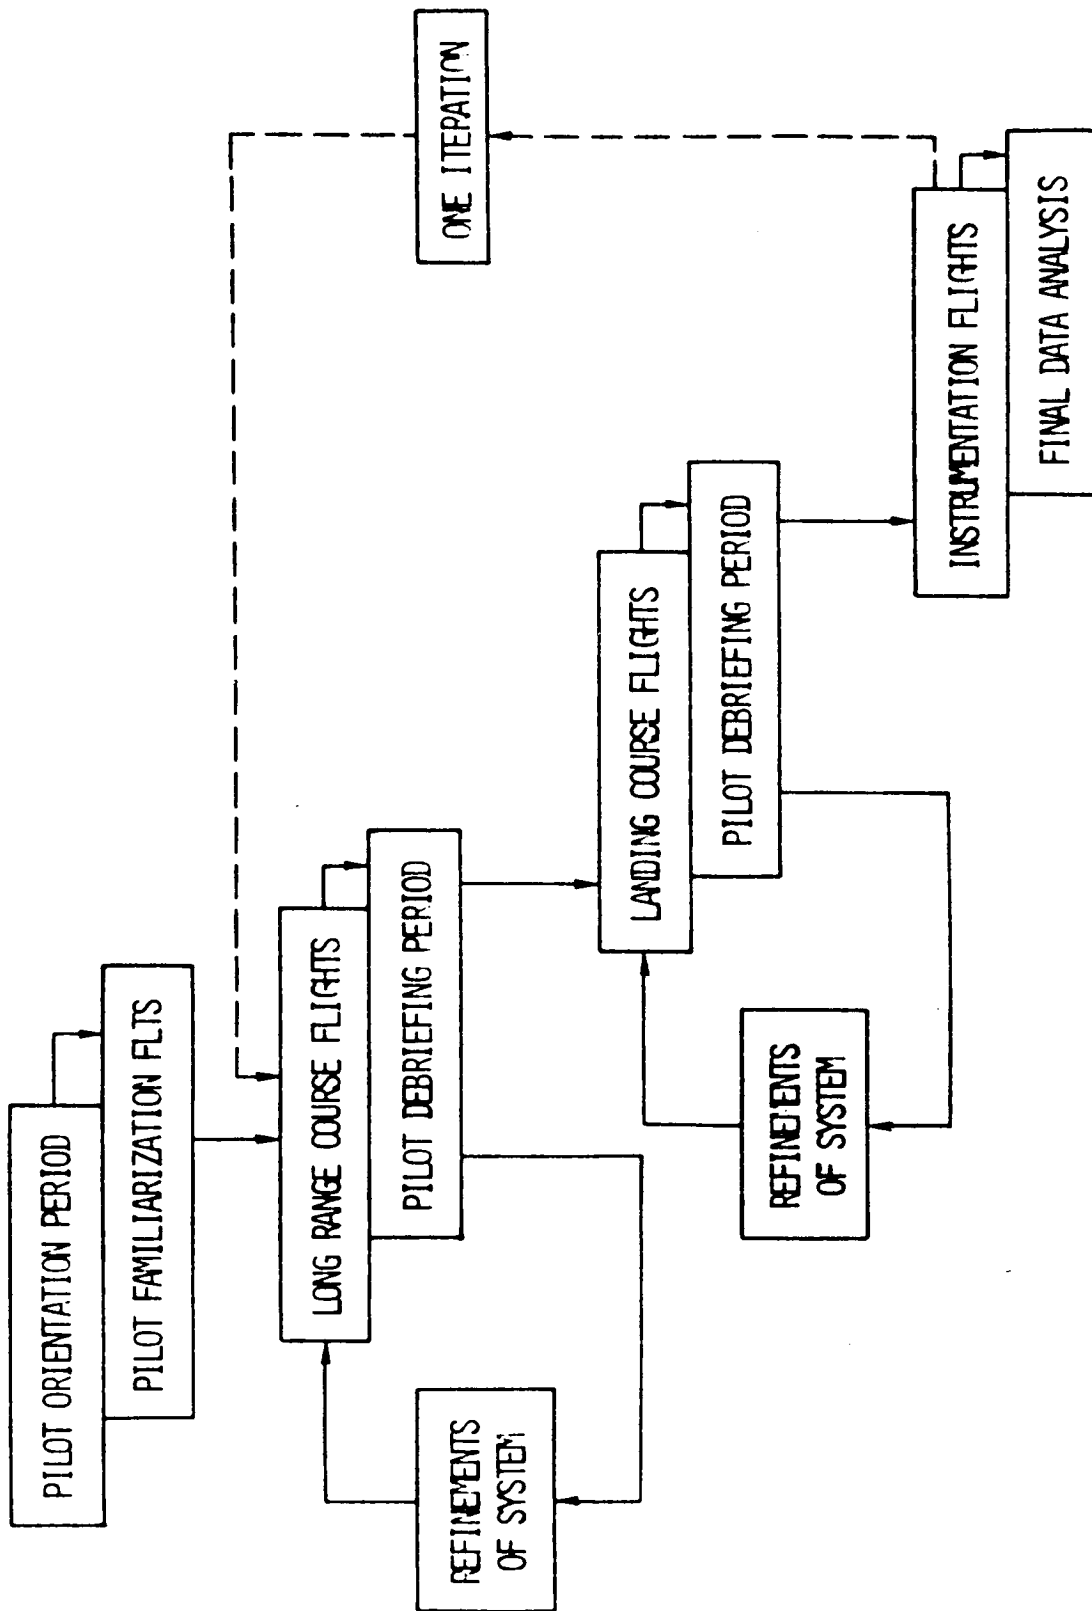 PILOT ORIENTATION PERIOD
PILOT FAMILIARIZATION FLTS
LONG RANGE COURSE FLIGHTS
PILOT DEBRIEFING PERIOD
REFINEMENTS
OF SYSTEM
ONE ITERATION
LANDING COURSE FLIGHTS
PILOT DEBRIEFING PERIOD
REFINEMENTS
OF SYSTEM
INSTRUMENTATION FLIGHTS
FINAL DATA ANALYSIS